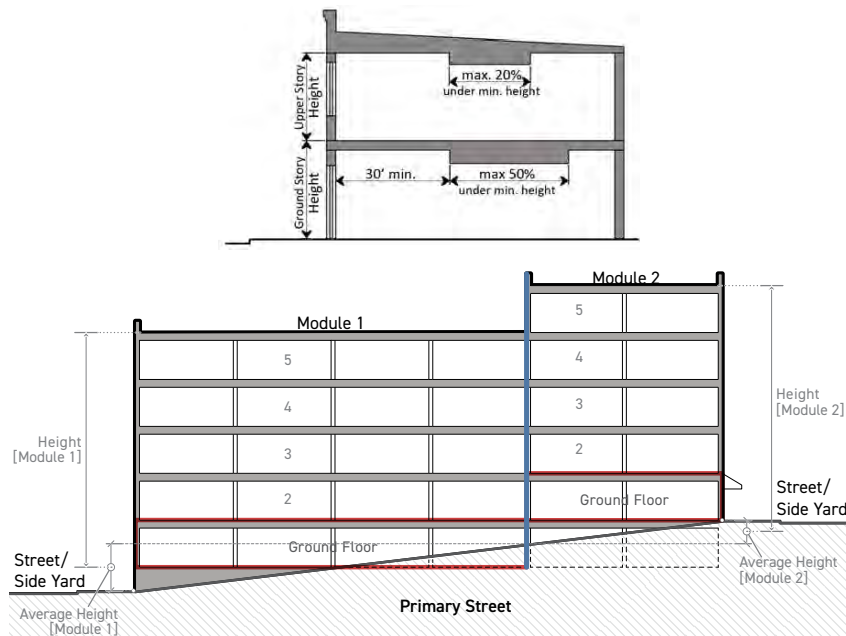 Upper Story
Height
max. 20%
under min. height
Ground Story
Height
30' min.
max 50%
under min. height
Module 2
Module 1
5
5
4
4
3
3
2
2
Height
[Module 1]
Height
[Module 2]
Ground Floor
Ground Floor
Street/
Side Yard
Street/
Side Yard
Average Height
[Module 1]
Average Height
[Module 2]
Primary Street